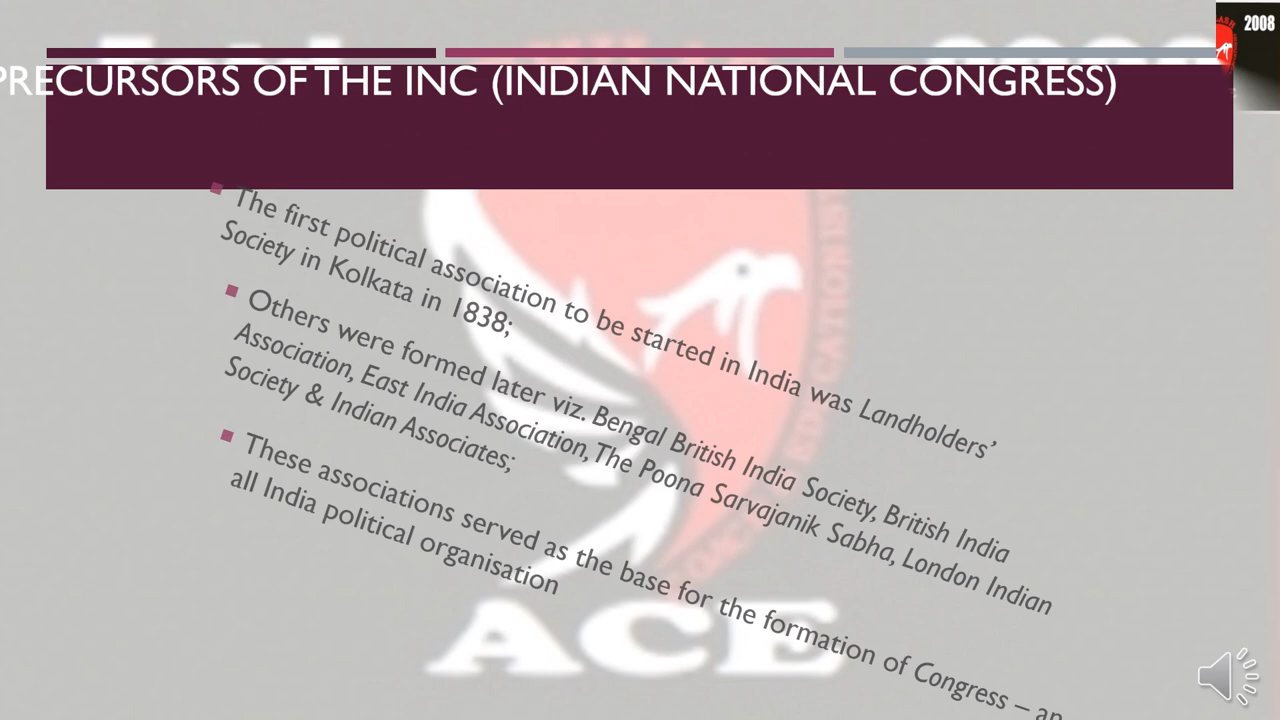 2008
PRECURSORS OF THE INC (INDIAN NATIONAL CONGRESS)
The first political association to be started in India was Landholders’
Society in Kolkata in 1838;
Others were formed later viz. Bengal British India Society, British India
Association, East India Association, The Poona Sarvajanik Sabha, London Indian
Society & Indian Associates;
These associations served as the base for the formation of Congress – an
all India political organisation
ACE